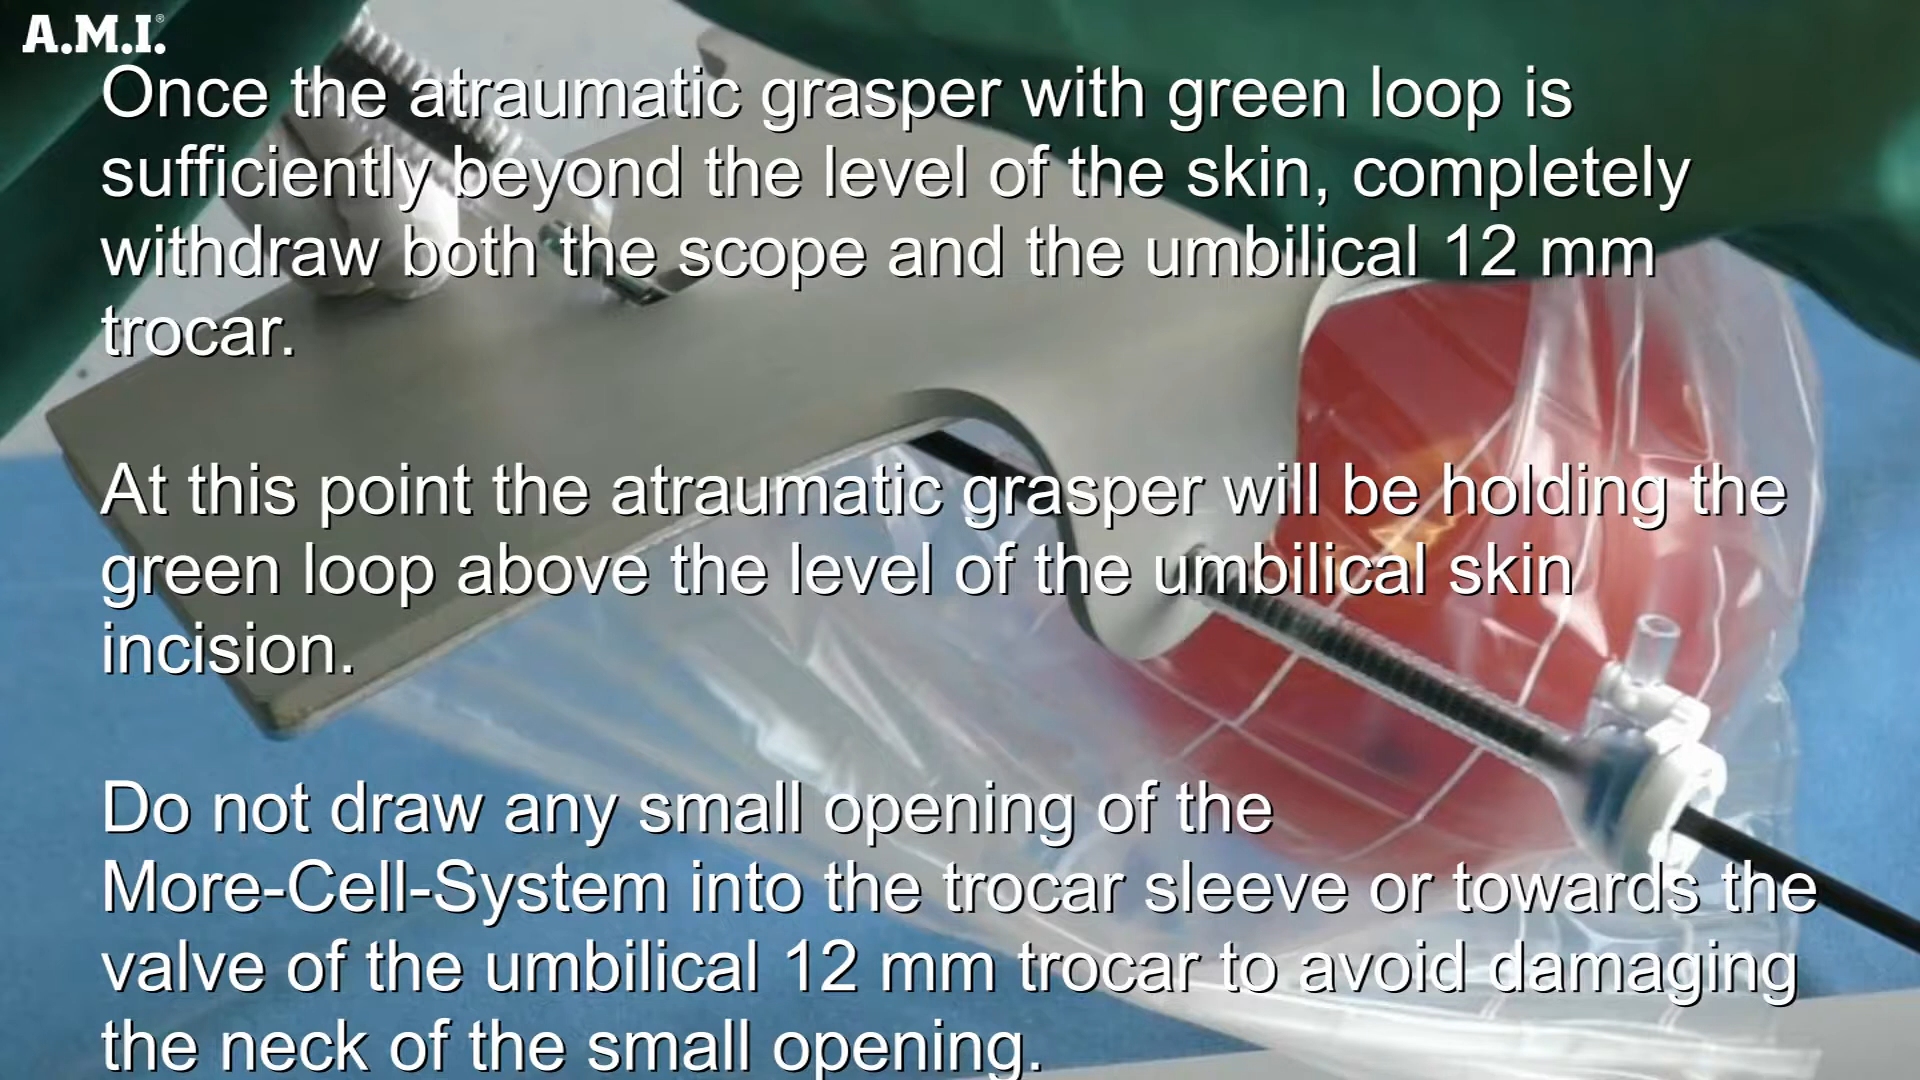 A.M.I.®
Once the atraumatic grasper with green loop is
sufficiently beyond the level of the skin, completely
withdraw both the scope and the umbilical 12 mm
trocar.
At this point the atraumatic grasper will be holding the
green loop above the level of the umbilical skin
incision.
Do not draw any small opening of the
More-Cell-System into the trocar sleeve or towards the
valve of the umbilical 12 mm trocar to avoid damaging
the neck of the small opening.